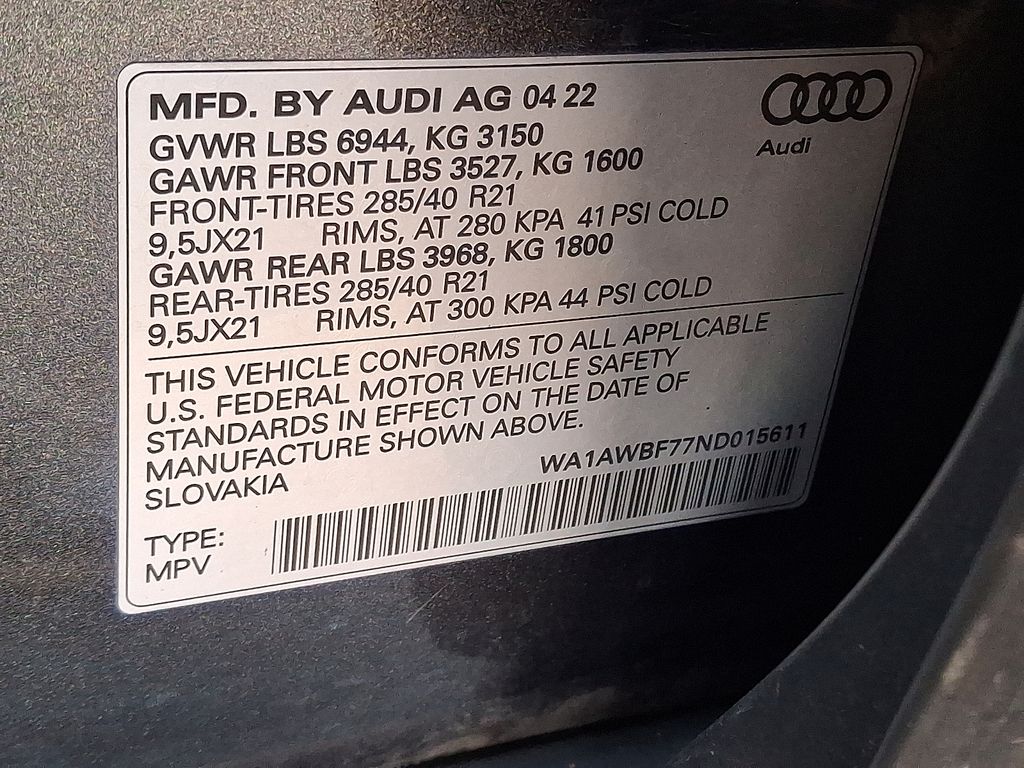 MFD. BY AUDI AG 04 22
Audi
GVWR LBS 6944, KG 3150
GAWR FRONT LBS 3527, KG 1600
FRONT-TIRES 285/40 R21
9,5JX21 RIMS, AT 280 KPA 41 PSI COLD
GAWR REAR LBS 3968, KG 1800
REAR-TIRES 285/40 R21
9,5JX21 RIMS, AT 300 KPA 44 PSI COLD
THIS VEHICLE CONFORMS TO ALL APPLICABLE
U.S. FEDERAL MOTOR VEHICLE SAFETY
STANDARDS IN EFFECT ON THE DATE OF
MANUFACTURE SHOWN ABOVE.
SLOVAKIA WA1AWBF77ND015611
TYPE:
MPV